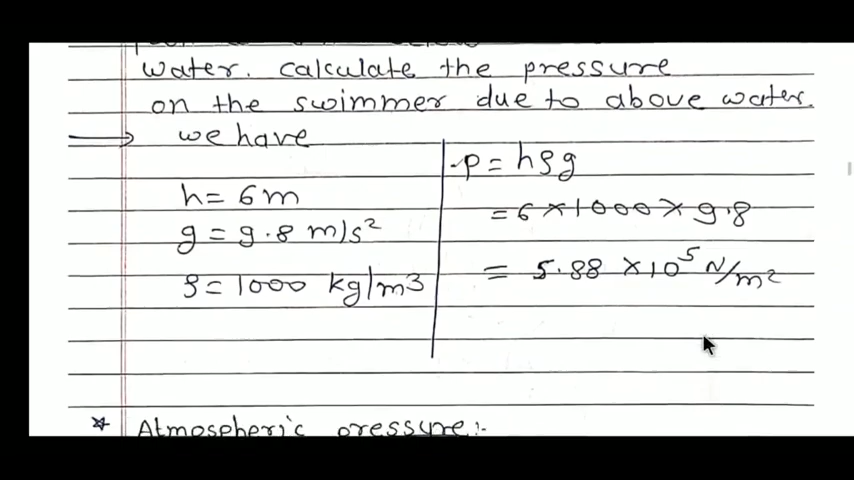 water. calculate the pressure
on the swimmer due to above water.
we have
h = 6m
g = 9.8 m/s²
ρ = 1000 kg/m³
p = hρg
= 6 × 1000 × 9.8
= 5.88 × 10⁵ N/m²
* Atmospheric pressure:-